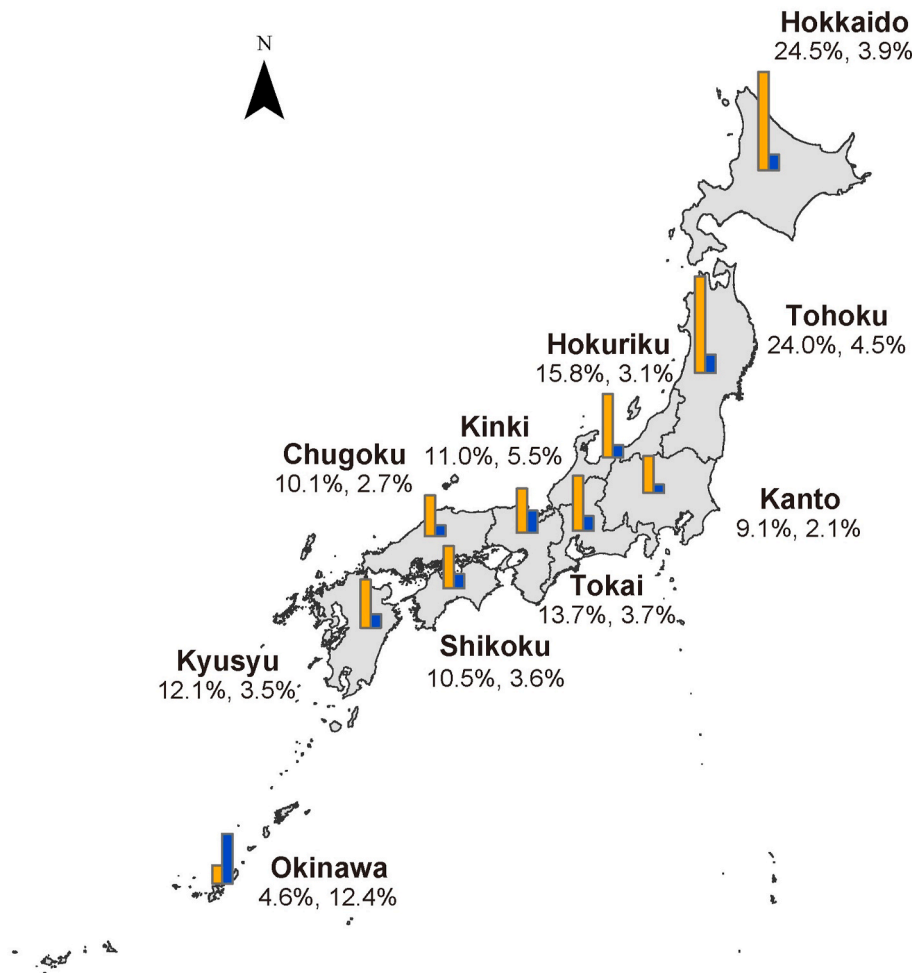 Hokkaido
24.5%, 3.9%
N
Tohoku
24.0%, 4.5%
Hokuriku
15.8%, 3.1%
Kinki
11.0%, 5.5%
Chugoku
10.1%, 2.7%
Kanto
9.1%, 2.1%
Tokai
13.7%, 3.7%
Shikoku
10.5%, 3.6%
Kyusyu
12.1%, 3.5%
Okinawa
4.6%, 12.4%